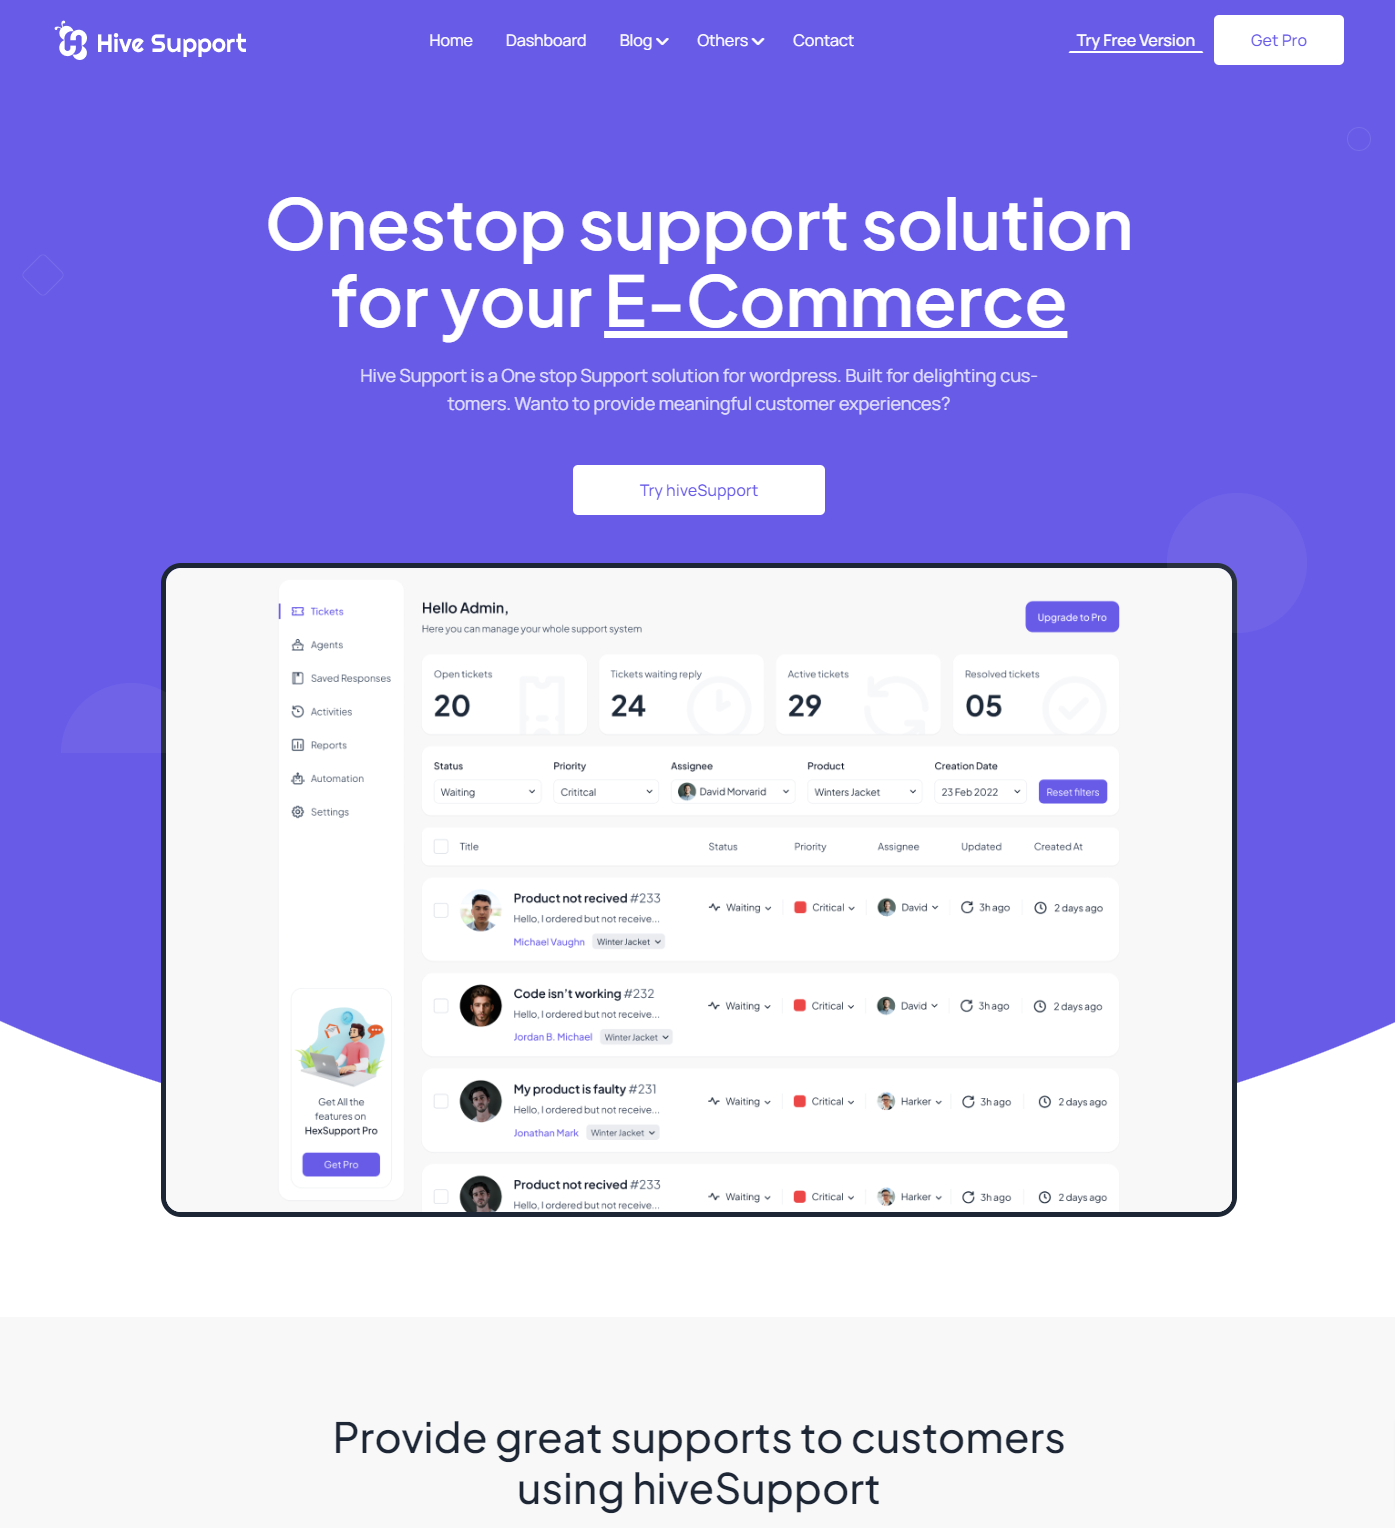 Hive Support
Home Dashboard Blog Others Contact
Try Free Version Get Pro
Onestop support solution
for your E-Commerce
Hive Support is a One stop Support solution for wordpress. Built for delighting cus-
tomers. Wanto to provide meaningful customer experiences?
Try hiveSupport
Tickets
Agents
Saved Responses
Activities
Reports
Automation
Settings
Get All the
features on
HexSupport Pro
Get Pro
Hello Admin,
Here you can manage your whole support system
Upgrade to Pro
Open tickets
20
Tickets waiting reply
24
Active tickets
29
Resolved tickets
05
Status Priority Assignee Product Creation Date
Waiting Crititcal David Morvarid Winters Jacket 23 Feb 2022 Reset filters
Title Status Priority Assignee Updated Created At
Product not recived #233
Hello, I ordered but not receive...
Michael Vaughn Winter Jacket
Waiting Critical David 3h ago 2 days ago
Code isn't working #232
Hello, I ordered but not receive...
Jordan B. Michael Winter Jacket
Waiting Critical David 3h ago 2 days ago
My product is faulty #231
Hello, I ordered but not receive...
Jonathan Mark Winter Jacket
Waiting Critical Harker 3h ago 2 days ago
Product not recived #233
Hello, I ordered but not receive...
Waiting Critical Harker 3h ago 2 days ago
Provide great supports to customers
using hiveSupport